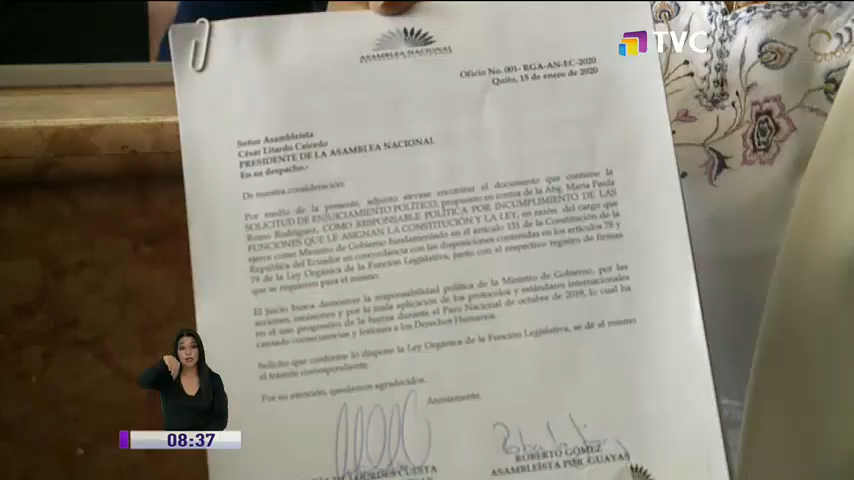 TVC
ASAMBLEA NACIONAL
Oficio No. 001- RGA-AN-EC-2020
Quito, 15 de enero de 2020
Señor Asambleísta
César Litardo Caicedo
PRESIDENTE DE LA ASAMBLEA NACIONAL
En su despacho.-
De nuestra consideración:
Por medio de la presente, adjunto sírvase encontrar el documento que contiene la
SOLICITUD DE ENJUICIAMIENTO POLÍTICO, propuesto en contra de la Abg. María Paula
Romo Rodríguez, COMO RESPONSABLE POLÍTICA POR INCUMPLIMIENTO DE LAS
FUNCIONES QUE LE ASIGNAN LA CONSTITUCIÓN Y LA LEY, en razón del cargo que
ejerce como Ministro de Gobierno fundamentado en el artículo 131 de la Constitución de la
República del Ecuador en concordancia con las disposiciones contenidas en los artículos 78 y
79 de la Ley Orgánica de la Función Legislativa, junto con el respectivo registro de firmas
que se requieren para el mismo.
El juicio busca demostrar la responsabilidad política de la Ministro de Gobierno, por las
acciones, omisiones y por la mala aplicación de los protocolos y estándares internacionales
en el uso progresivo de la fuerza durante el Paro Nacional de octubre de 2019, lo cual ha
causado consecuencias y lesiones a los Derechos Humanos.
Solicito que conforme lo dispone la Ley Orgánica de la Función Legislativa, se dé al mismo
el trámite correspondiente.
Por su atención, quedamos agradecidos.
Atentamente,
DE LOURDES CUESTA
ROBERTO GÓMEZ
ASAMBLEÍSTA POR GUAYAS
08:37